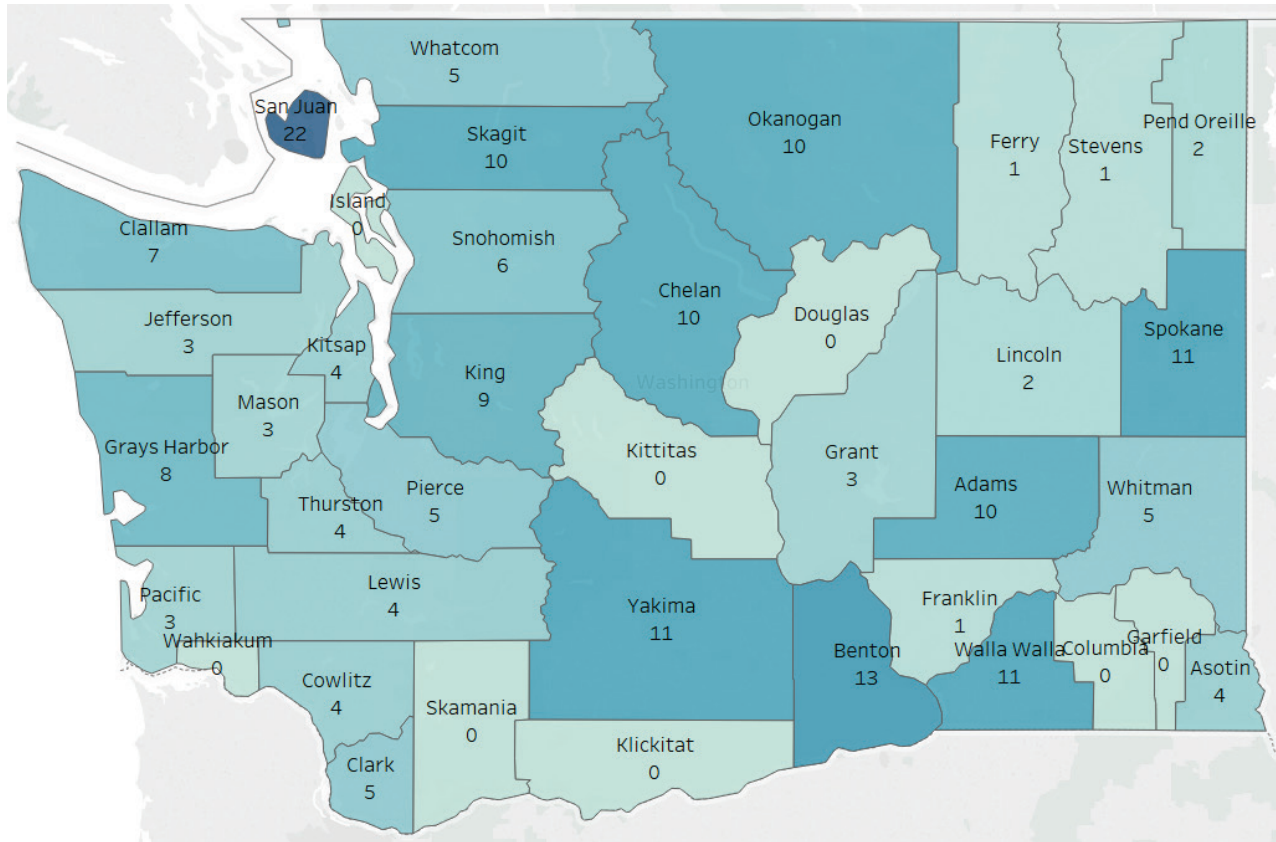 Whatcom
5
San Juan
22
Skagit
10
Okanogan
10
Ferry
1
Stevens
1
Pend Oreille
2
Island
0
Clallam
7
Snohomish
6
Chelan
10
Douglas
0
Jefferson
3
Kitsap
4
King
9
Lincoln
2
Spokane
11
Washington
Mason
3
Grays Harbor
8
Kittitas
0
Grant
3
Adams
10
Whitman
5
Thurston
4
Pierce
5
Pacific
3
Lewis
4
Yakima
11
Franklin
1
Wahkiakum
0
Benton
13
Walla Walla
11
Columbia
0
Garfield
0
Asotin
4
Cowlitz
4
Skamania
0
Klickitat
0
Clark
5